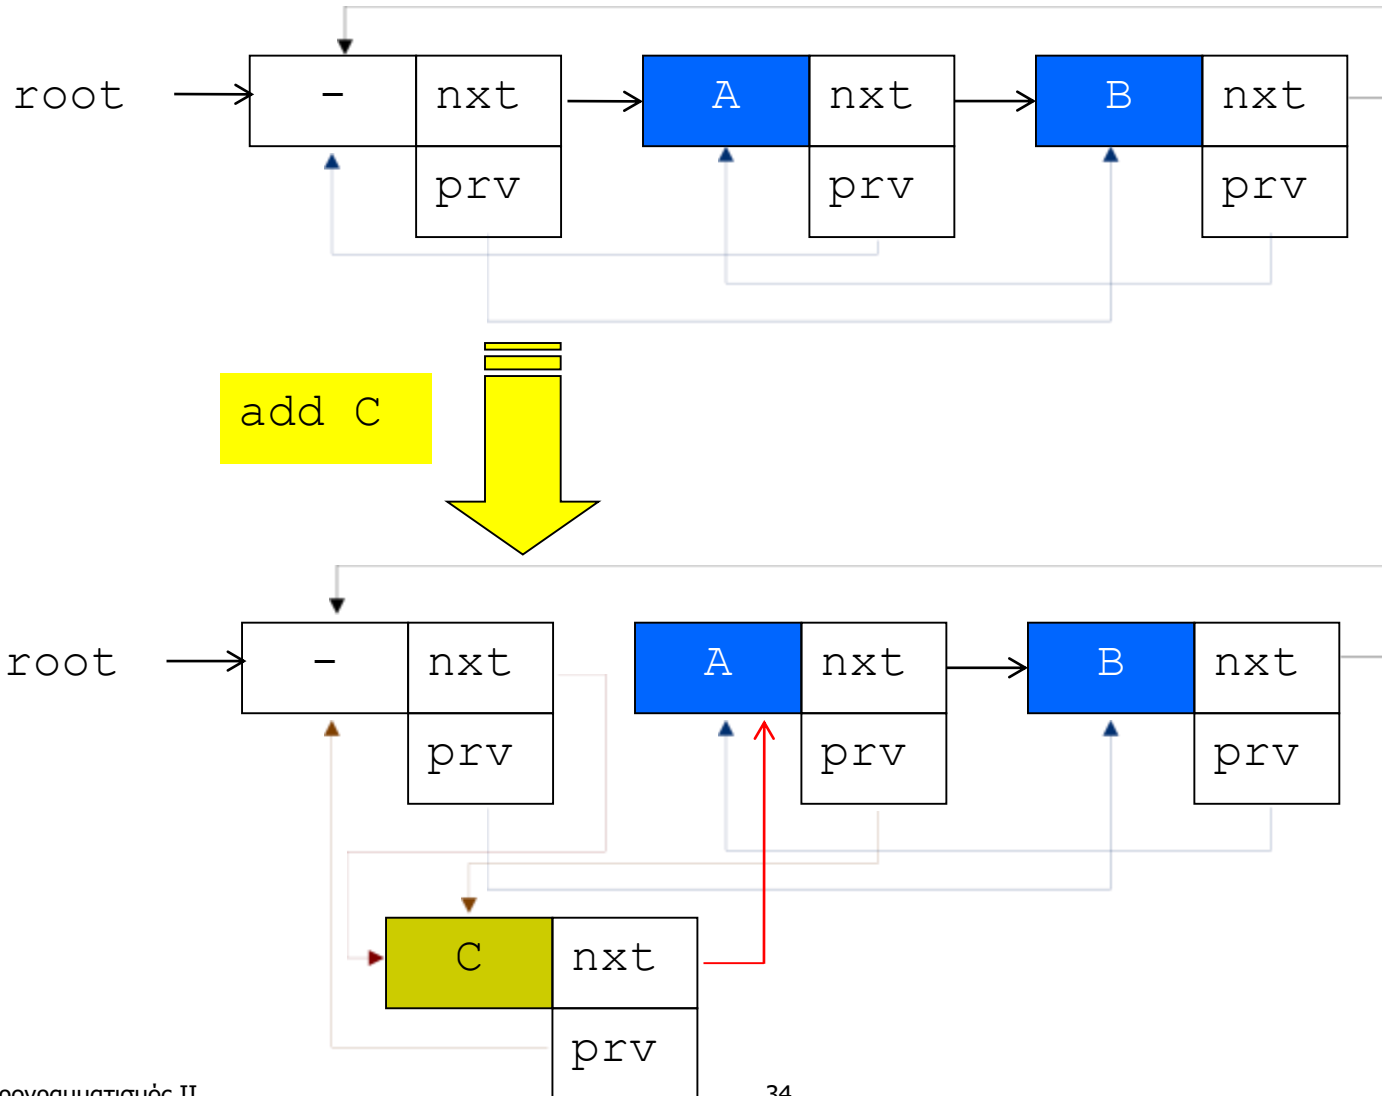 root - nxt A nxt B nxt
prv prv prv
add C
root - nxt A nxt B nxt
prv prv prv
C nxt
prv
34